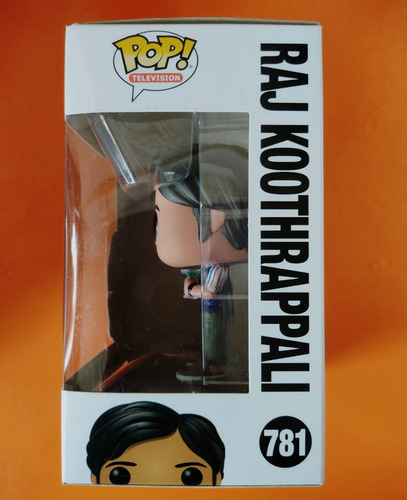 POP!
TELEVISION
RAJ KOOTHRAPPALI
781